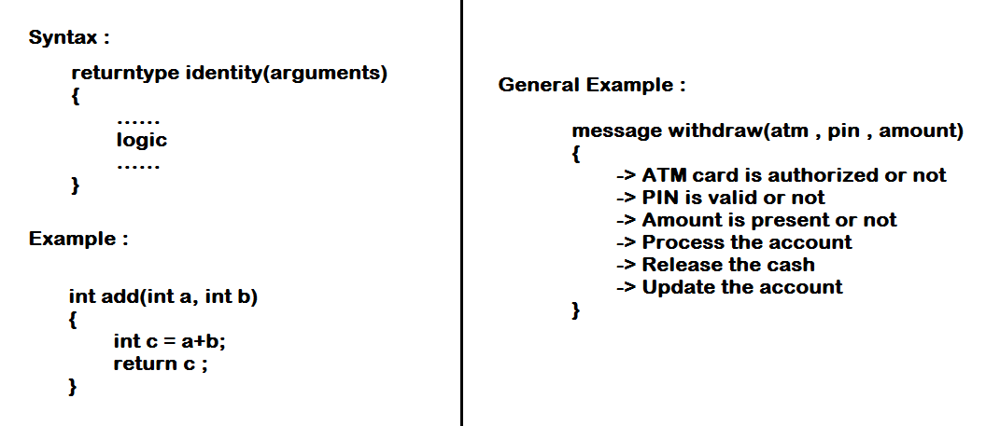 Syntax :
returntype identity(arguments)
{
......
logic
......
}
Example :
int add(int a, int b)
{
int c = a+b;
return c ;
}
General Example :
message withdraw(atm , pin , amount)
{
-> ATM card is authorized or not
-> PIN is valid or not
-> Amount is present or not
-> Process the account
-> Release the cash
-> Update the account
}